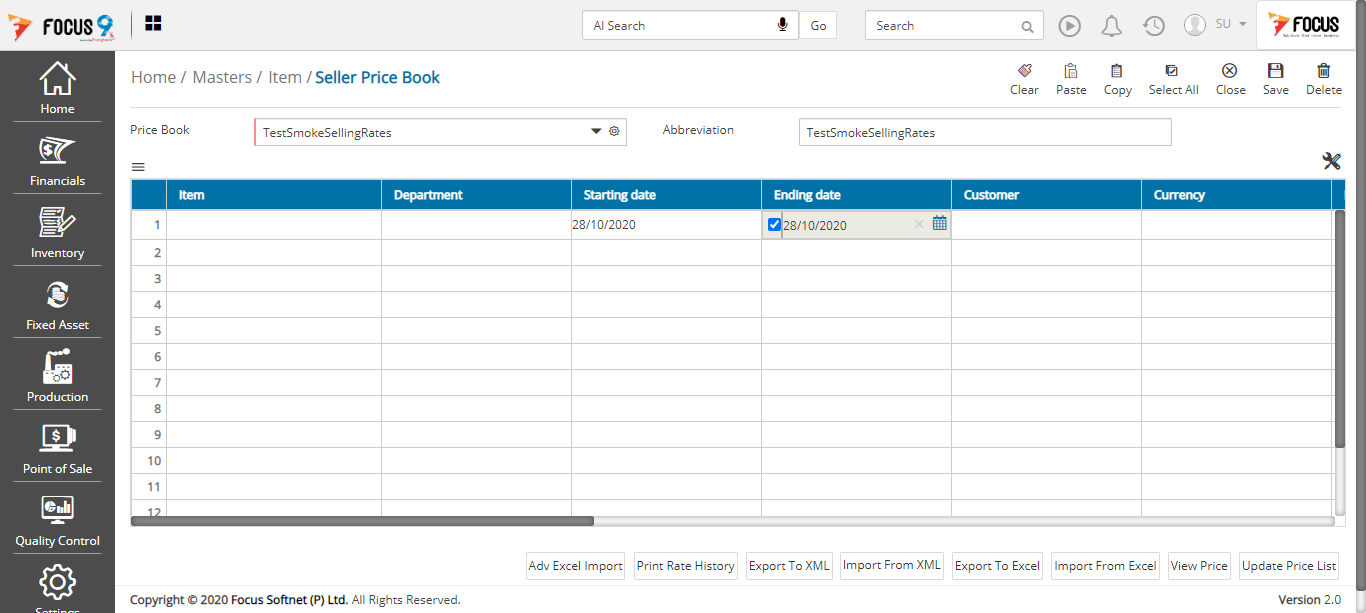 FOCUS 9
AI Search
Go
Search
SU
FOCUS
Home
Financials
Inventory
Fixed Asset
Production
Point of Sale
Quality Control
Settings
Home / Masters / Item / Seller Price Book
Clear
Paste
Copy
Select All
Close
Save
Delete
Price Book
TestSmokeSellingRates
Abbreviation
TestSmokeSellingRates
Item
Department
Starting date
Ending date
Customer
Currency
1
28/10/2020
28/10/2020
2
3
4
5
6
7
8
9
10
11
12
Adv Excel Import
Print Rate History
Export To XML
Import From XML
Export To Excel
Import From Excel
View Price
Update Price List
Copyright © 2020 Focus Softnet (P) Ltd. All Rights Reserved.
Version 2.0